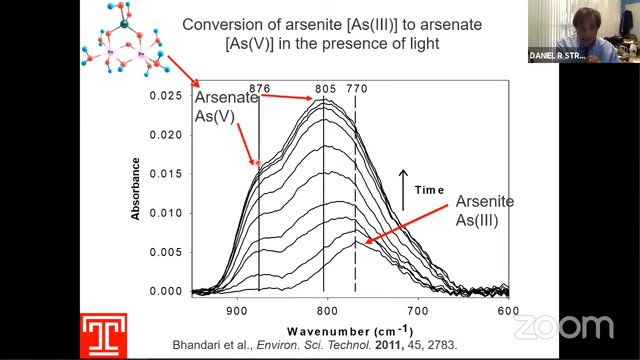 Conversion of arsenite [As(III)] to arsenate
[As(V)] in the presence of light
DANIEL R STR...
876 805 770
Arsenate
As(V)
0.025
0.020
0.015
0.010
0.005
0.000
Absorbance
Time
Arsenite
As(III)
900 800 700 600
Wavenumber (cm-1)
Bhandari et al., Environ. Sci. Technol. 2011, 45, 2783.
zoom